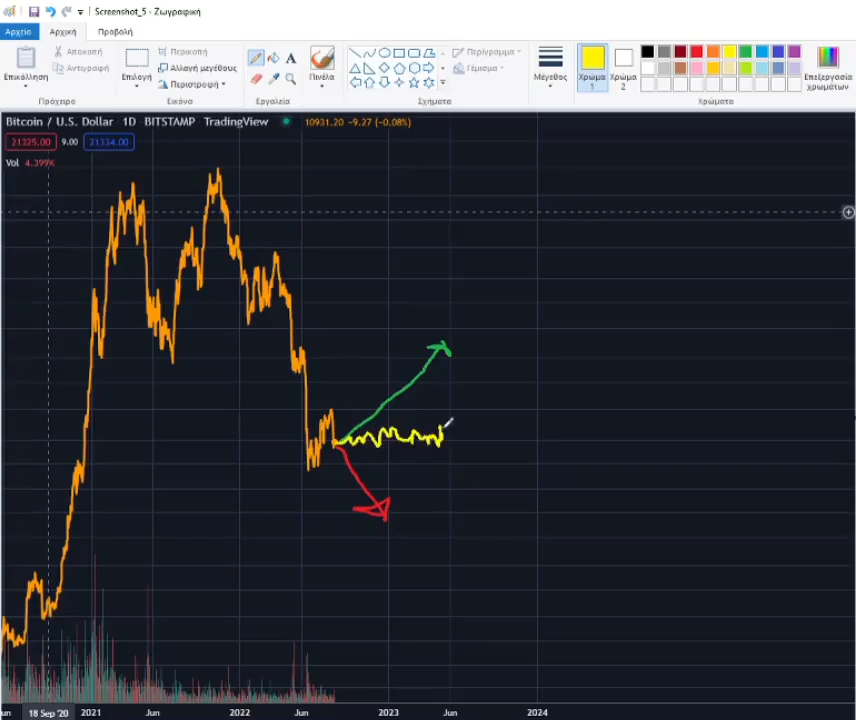 Screenshot_5 - Ζωγραφική
Αρχείο Αρχική Προβολή
Επικόλληση
Αποκοπή
Αντιγραφή
Πρόχειρο
Επιλογή
Περικοπή
Αλλαγή μεγέθους
Περιστροφή
Εικόνα
A
Εργαλεία
Πινέλα
Περίγραμμα
Γέμισμα
Σχήματα
Μέγεθος
Χρώμα 1
Χρώμα 2
Επεξεργασία χρωμάτων
Χρώματα
Bitcoin / U.S. Dollar 1D BITSTAMP TradingView 10931.20 −9.27 (−0.08%)
21325.00 9.00 21334.00
Vol 4.399K
un 18 Sep '20 2021 Jun 2022 Jun 2023 Jun 2024